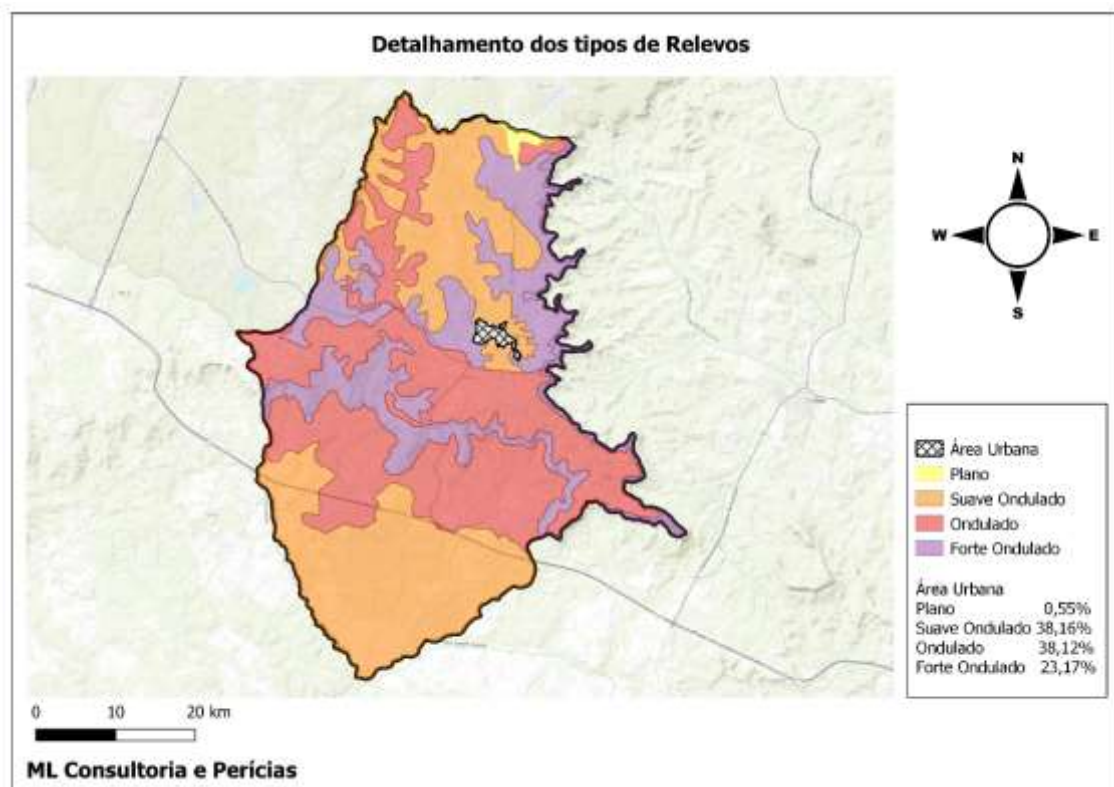 Detalhamento dos tipos de Relevos
N
W E
S
Área Urbana
Plano
Suave Ondulado
Ondulado
Forte Ondulado
Área Urbana
Plano 0,55%
Suave Ondulado 38,16%
Ondulado 38,12%
Forte Ondulado 23,17%
0 10 20 km
ML Consultoria e Perícias